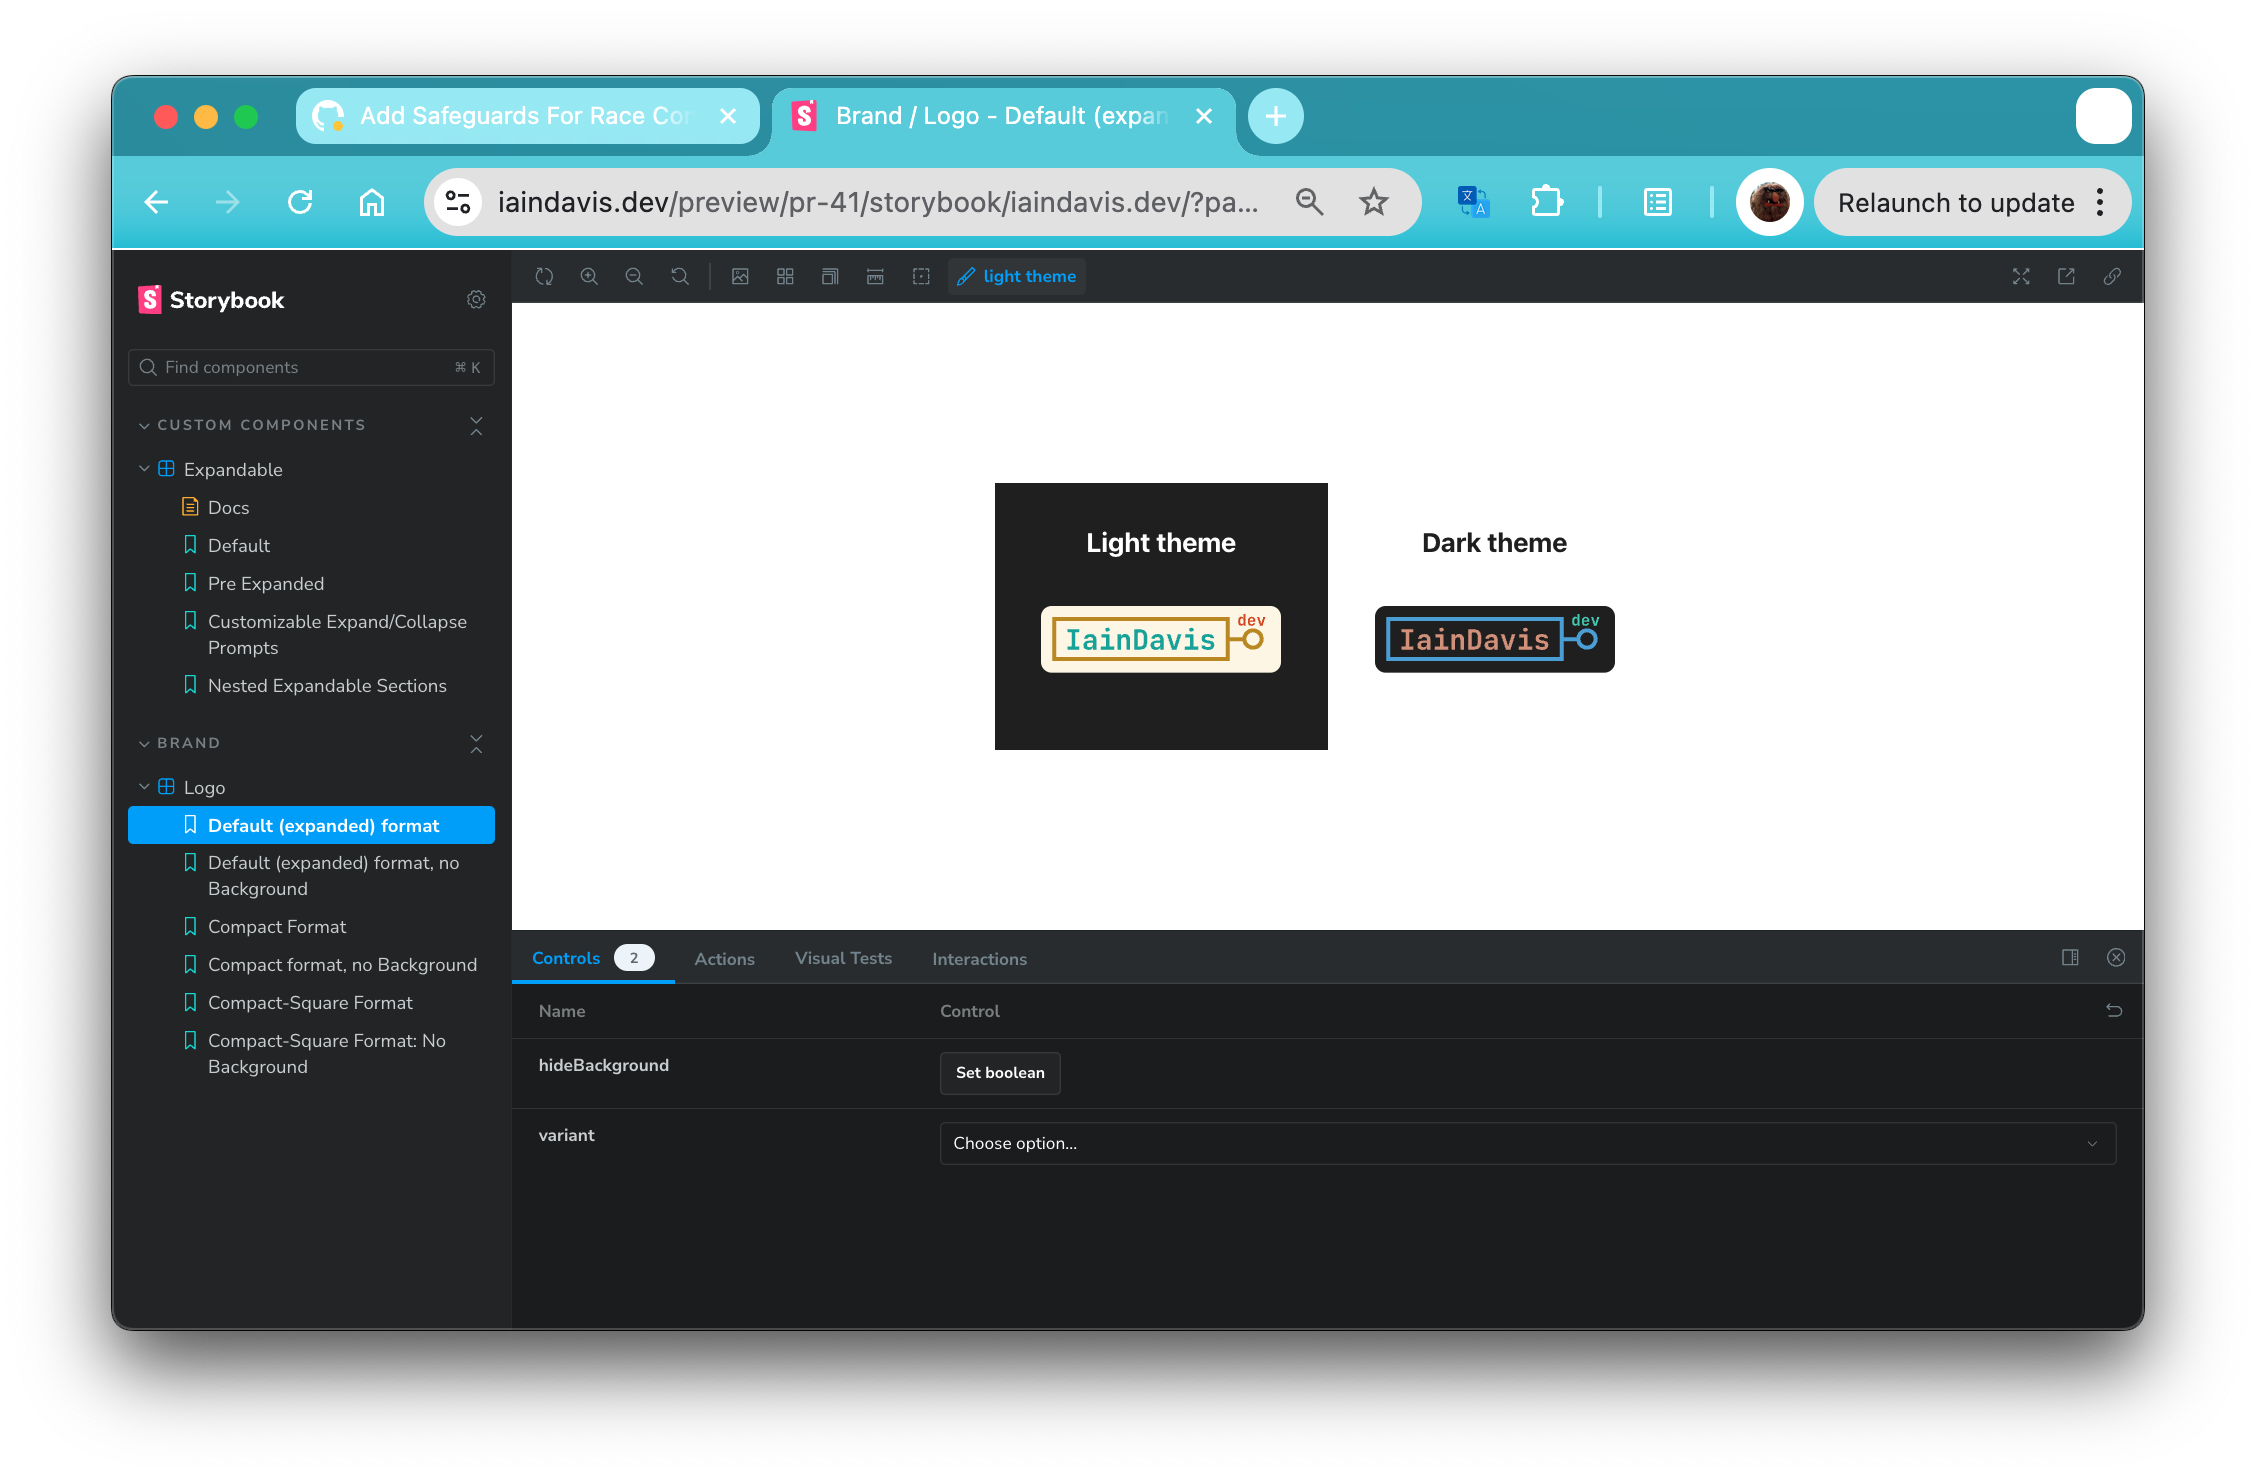 Add Safeguards For Race Con
Brand / Logo - Default (expan
iaindavis.dev/preview/pr-41/storybook/iaindavis.dev/?pa...
Relaunch to update
Storybook
light theme
Find components
⌘ K
CUSTOM COMPONENTS
Expandable
Docs
Default
Pre Expanded
Customizable Expand/Collapse
Prompts
Nested Expandable Sections
BRAND
Logo
Default (expanded) format
Default (expanded) format, no
Background
Compact Format
Compact format, no Background
Compact-Square Format
Compact-Square Format: No
Background
Light theme
IainDavis
dev
Dark theme
IainDavis
dev
Controls 2
Actions
Visual Tests
Interactions
Name
Control
hideBackground
Set boolean
variant
Choose option...